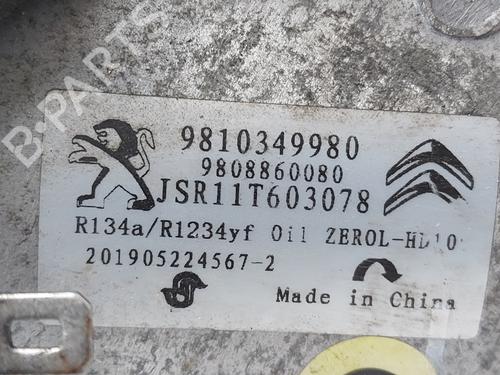 B-PARTS
9810349980
9808860080
JSR11T603078
R134a/R1234yf Oil ZEROL-HD10
201905224567-2
Made in China